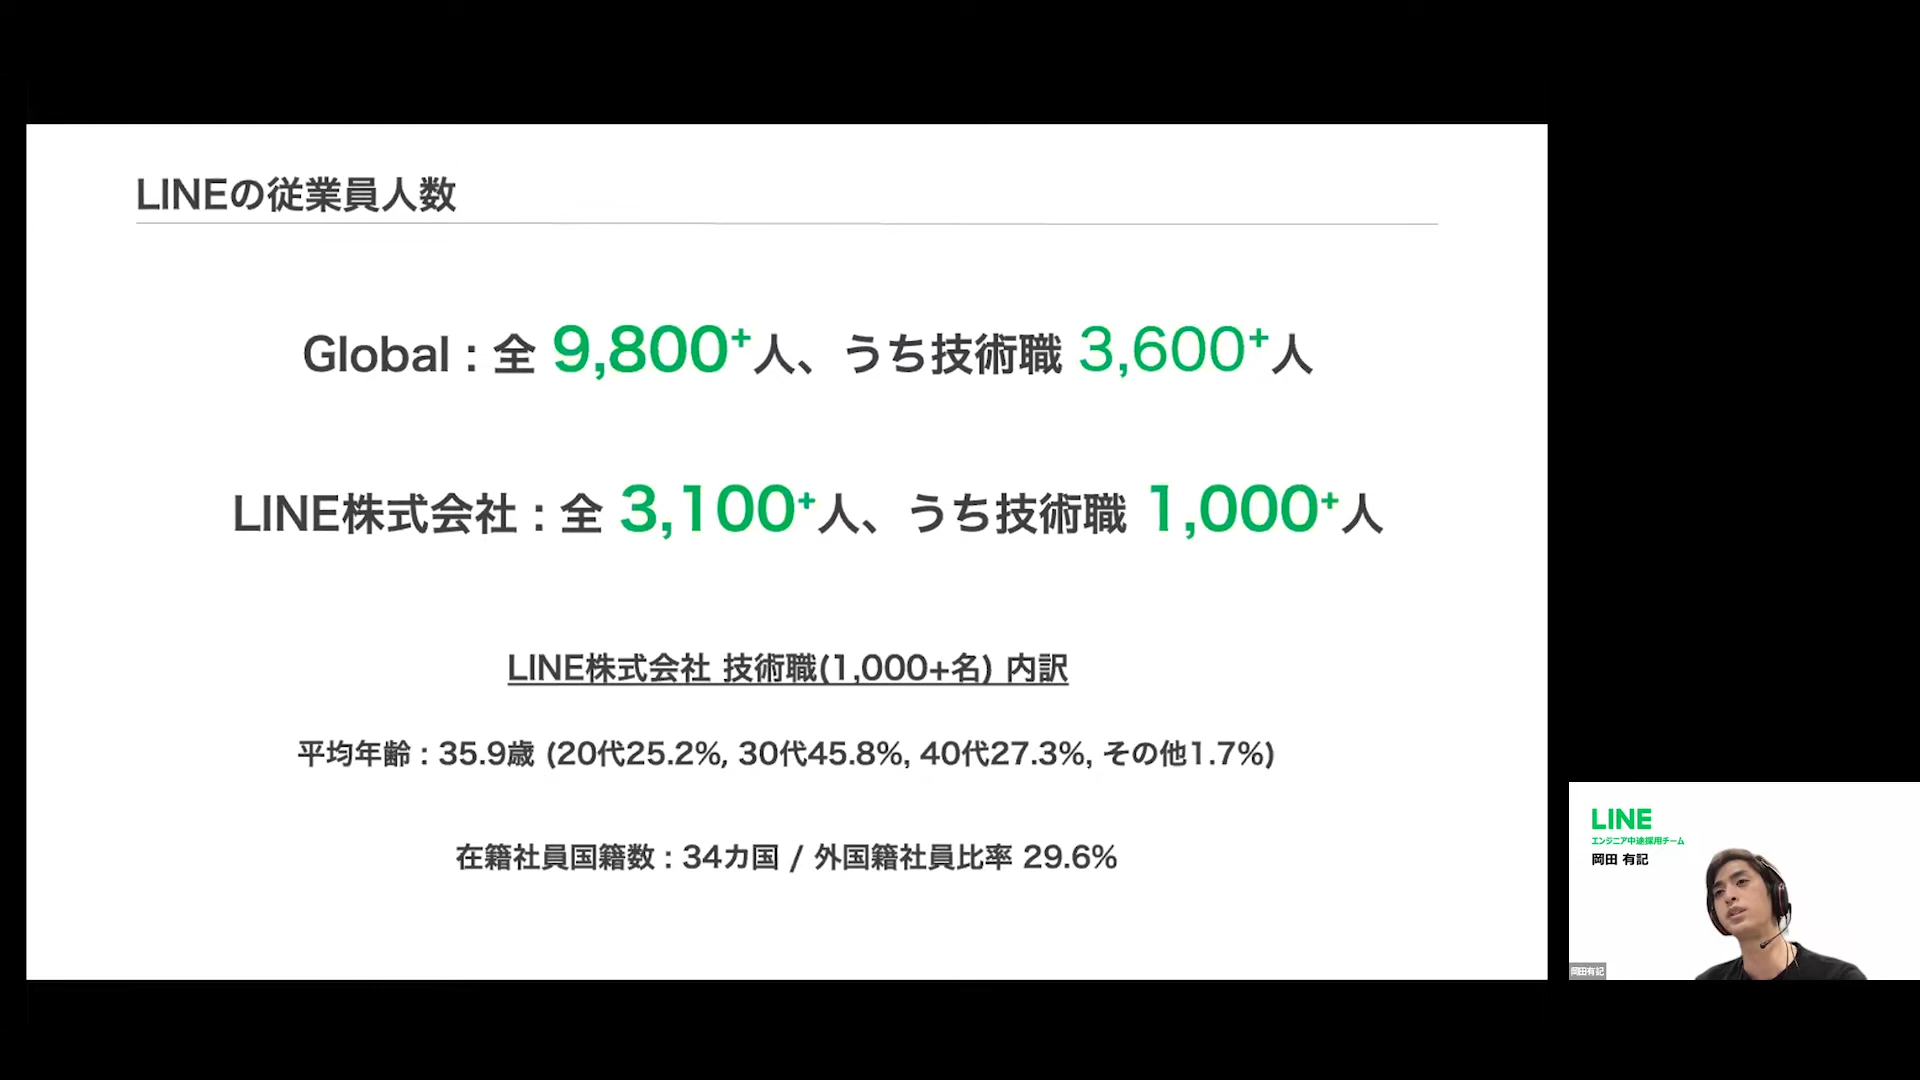 LINEの従業員人数
Global : 全 9,800+人、うち技術職 3,600+人
LINE株式会社 : 全 3,100+人、うち技術職 1,000+人
LINE株式会社 技術職(1,000+名) 内訳
平均年齢 : 35.9歳 (20代25.2%, 30代45.8%, 40代27.3%, その他1.7%)
在籍社員国籍数 : 34カ国 / 外国籍社員比率 29.6%
LINE
エンジニア中途採用チーム
岡田 有記
岡田有記